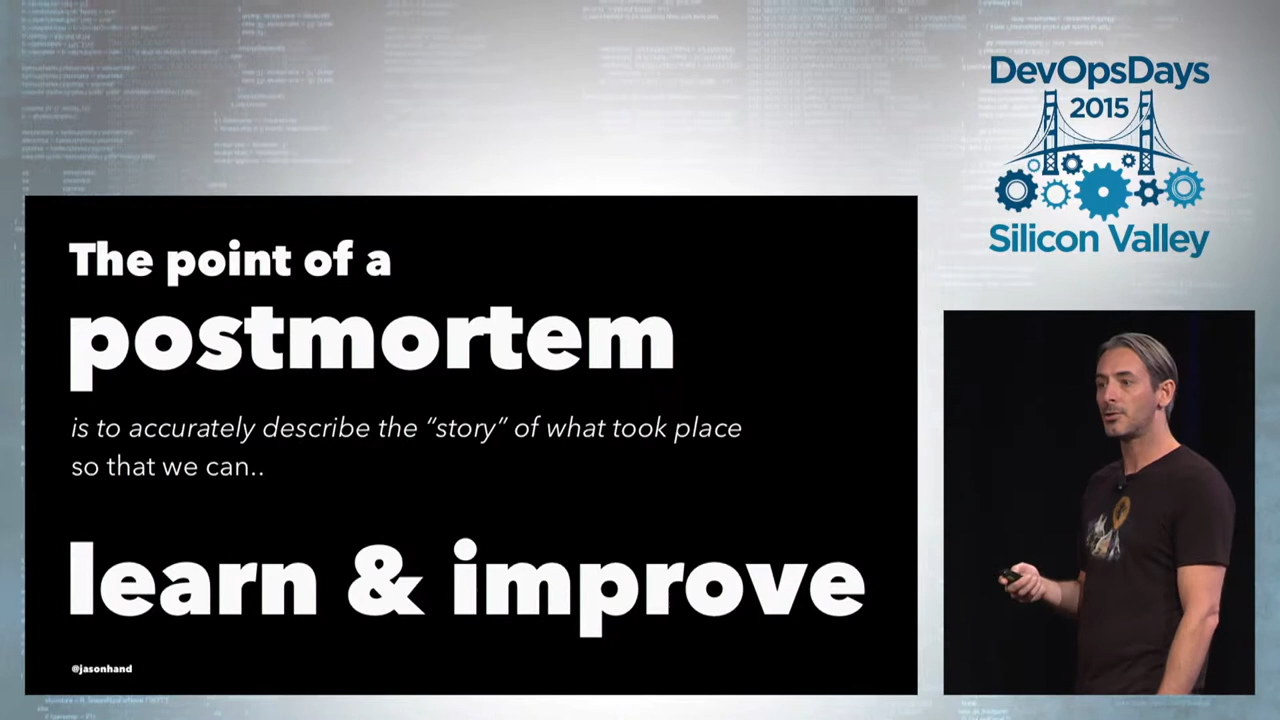 DevOpsDays
2015
Silicon Valley
The point of a
postmortem
is to accurately describe the “story” of what took place
so that we can..
learn & improve
@jasonhand